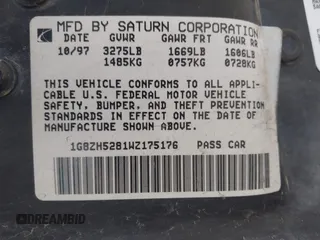 MFD BY SATURN CORPORATION
DATE GVWR GAWR FRT GAWR RR
10/97 3275LB 1669LB 1606LB
1485KG 0757KG 0728KG
THIS VEHICLE CONFORMS TO ALL APPLI-
CABLE U.S. FEDERAL MOTOR VEHICLE
SAFETY, BUMPER, AND THEFT PREVENTION
STANDARDS IN EFFECT ON THE DATE OF
MANUFACTURE SHOWN ABOVE.
1G8ZH5281WZ175176 PASS CAR
DREAMBID